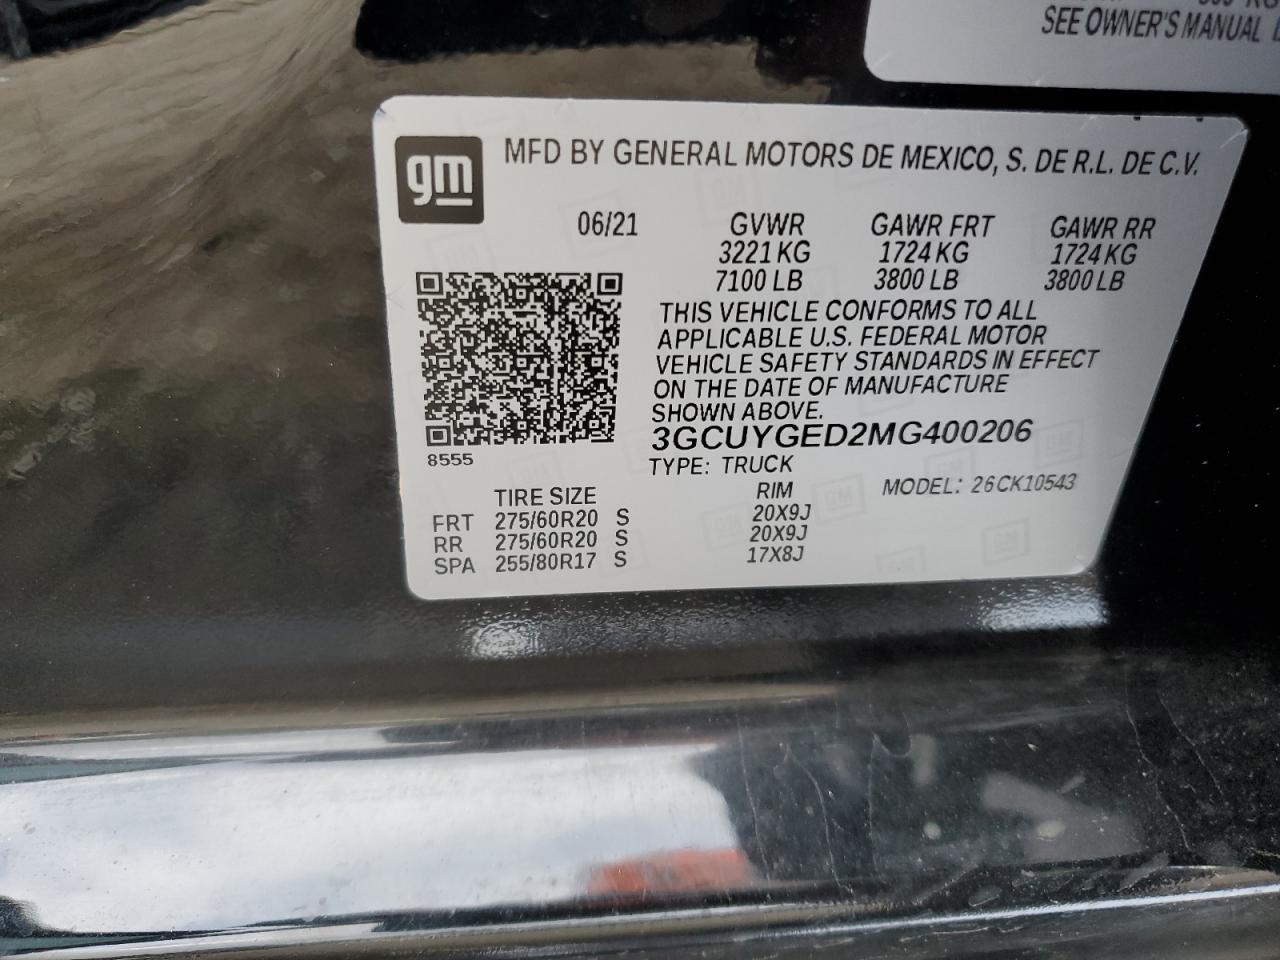 SEE OWNER'S MANUAL
gm
MFD BY GENERAL MOTORS DE MEXICO, S. DE R.L. DE C.V.
06/21 GVWR GAWR FRT GAWR RR
3221 KG 1724 KG 1724 KG
7100 LB 3800 LB 3800 LB
THIS VEHICLE CONFORMS TO ALL
APPLICABLE U.S. FEDERAL MOTOR
VEHICLE SAFETY STANDARDS IN EFFECT
ON THE DATE OF MANUFACTURE
SHOWN ABOVE.
3GCUYGED2MG400206
8555
TYPE: TRUCK
MODEL: 26CK10543
TIRE SIZE RIM
FRT 275/60R20 S 20X9J
RR 275/60R20 S 20X9J
SPA 255/80R17 S 17X8J